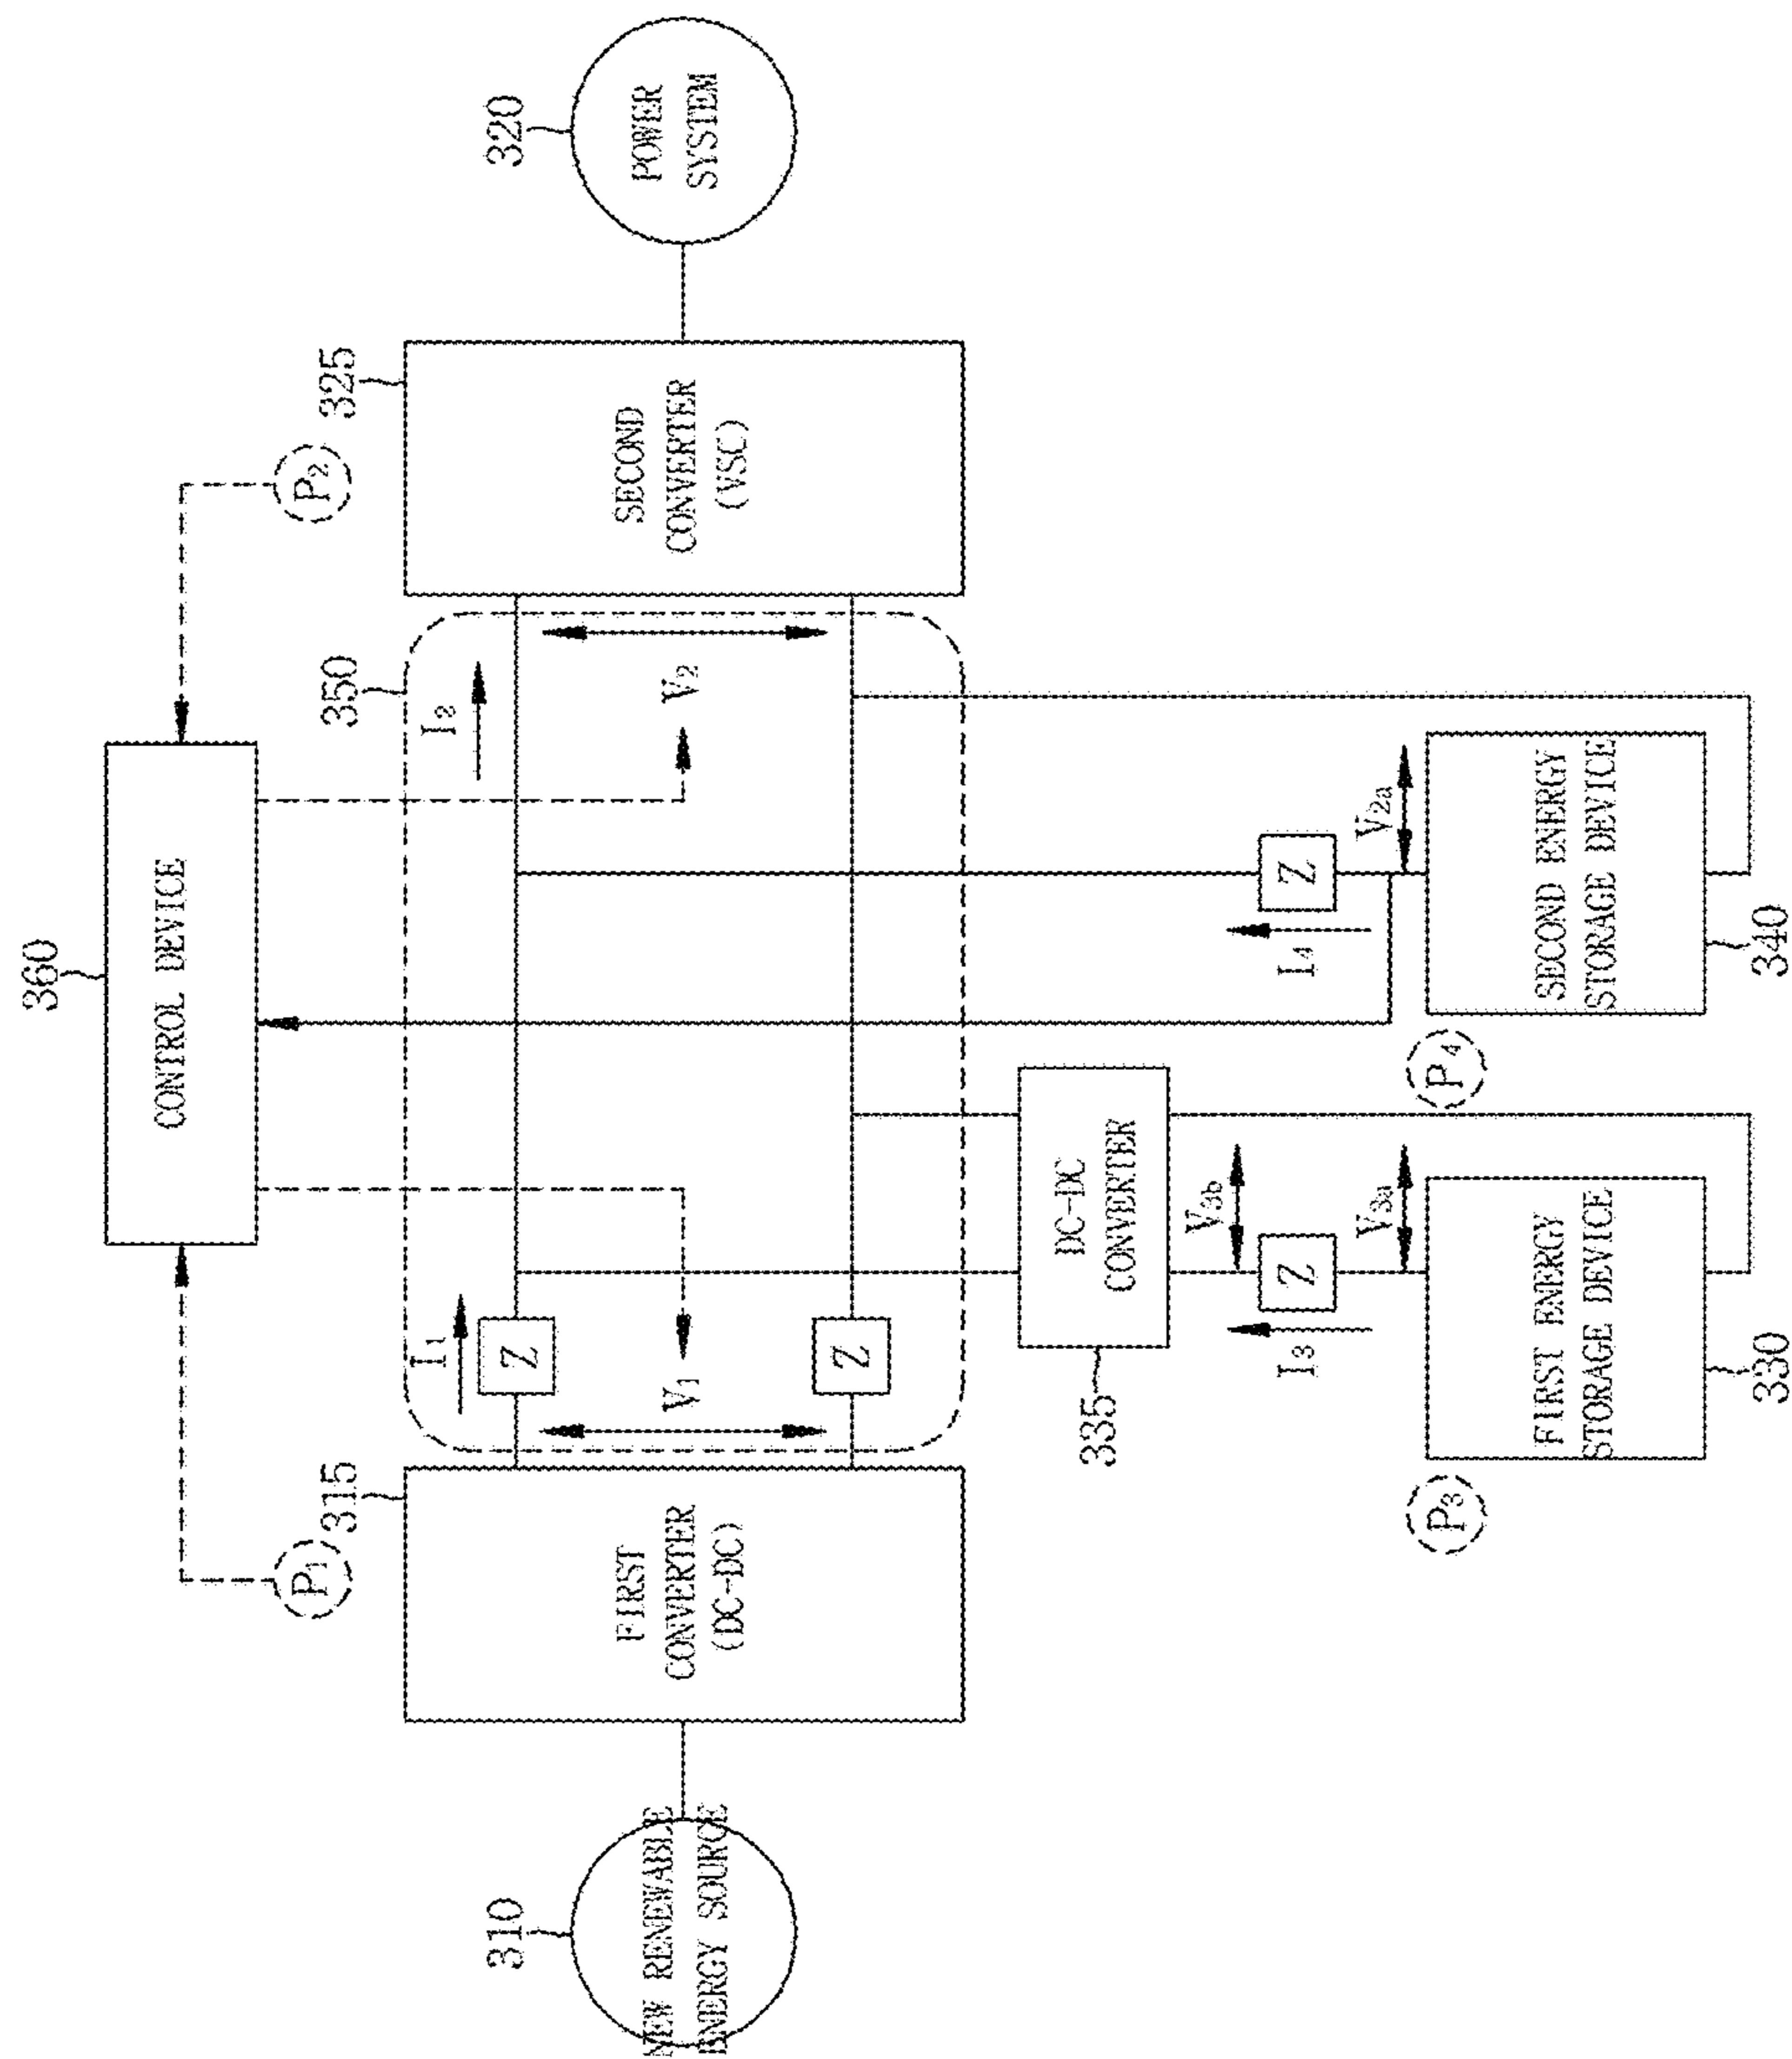 360
CONTROL DEVICE
P₁
P₂
315
350
325
310
NEW RENEWABLE
ENERGY SOURCE
FIRST
CONVERTER
(DC-DC)
I₁
Z
V₁
Z
I₂
V₂
SECOND
CONVERTER
(VSC)
320
POWER
SYSTEM
335
DC-DC
CONVERTER
V₃b
I₃
Z
V₃a
P₃
FIRST ENERGY
STORAGE DEVICE
330
I₄
Z
V₂a
P₄
SECOND ENERGY
STORAGE DEVICE
340